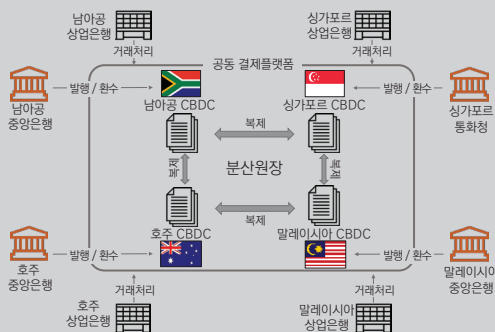 남아공
상업은행
싱가포르
상업은행
거래처리
거래처리
공동 결제플랫폼
발행 / 환수
발행 / 환수
남아공
중앙은행
남아공 CBDC
싱가포르 CBDC
싱가포르
통화청
복제
복제
분산원장
복제
복제
호주 CBDC
말레이시아 CBDC
발행 / 환수
발행 / 환수
호주
중앙은행
말레이시아
중앙은행
거래처리
거래처리
호주
상업은행
말레이시아
상업은행